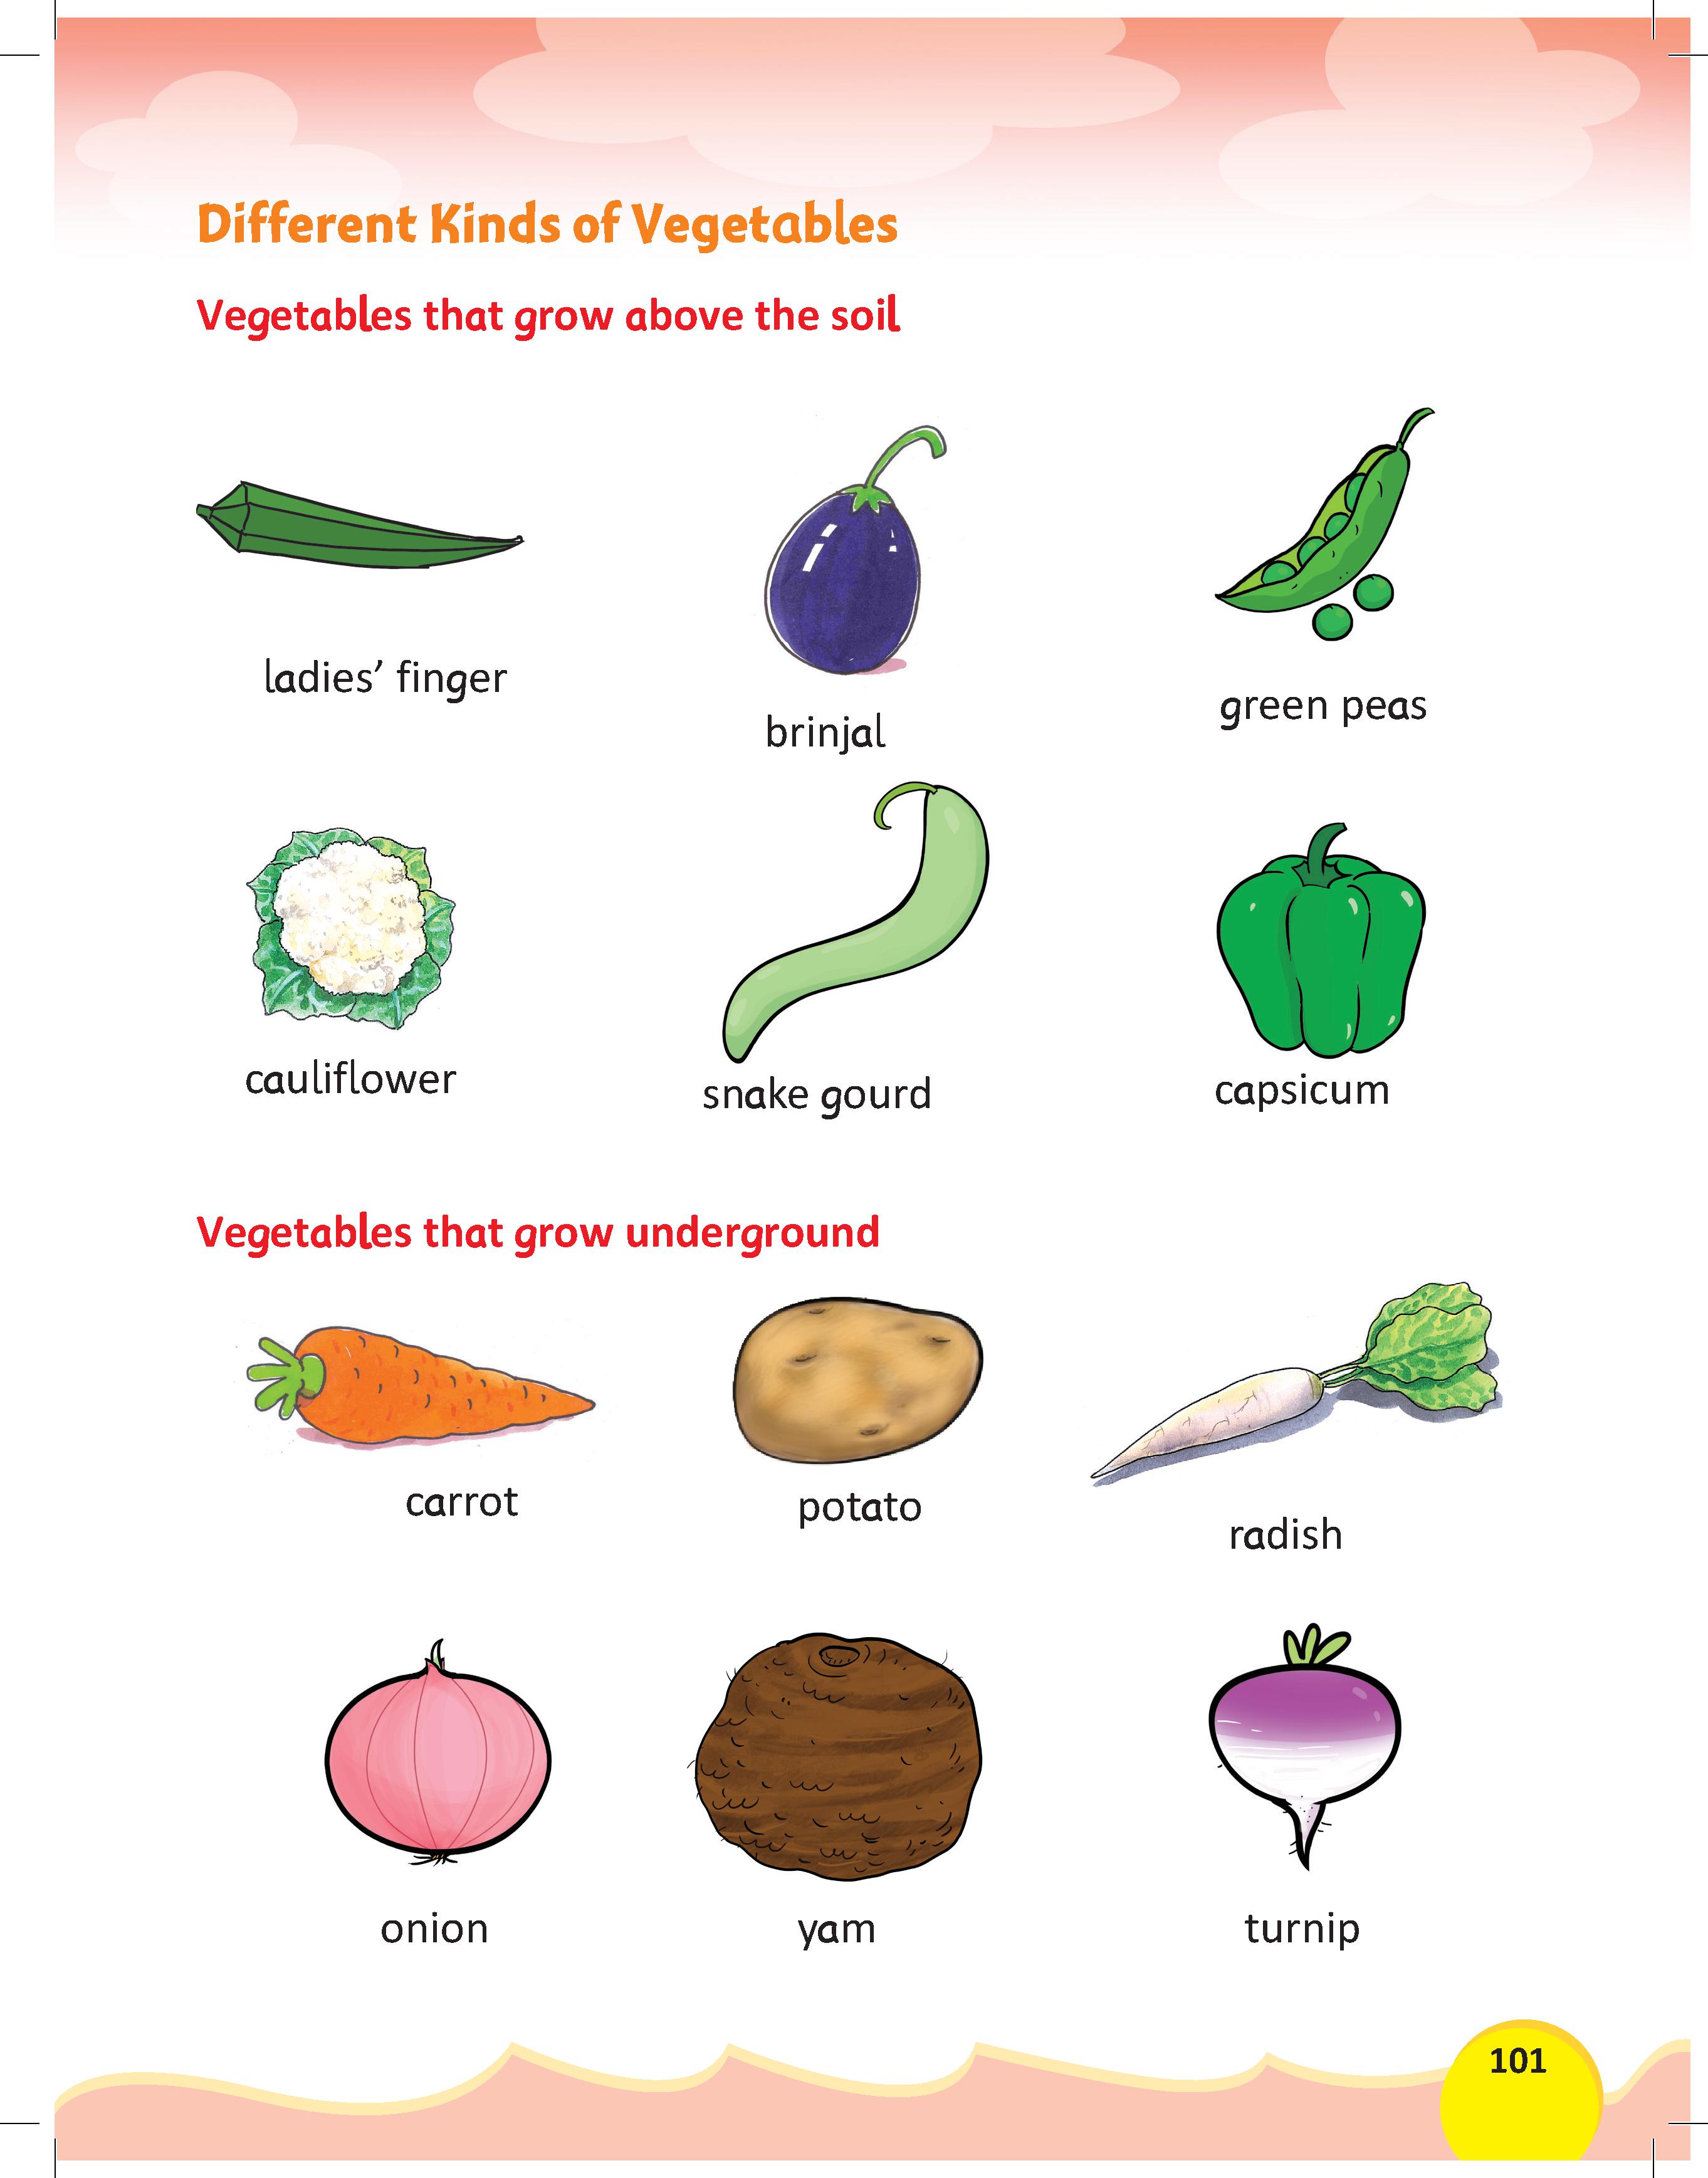 Different Kinds of Vegetables
Vegetables that grow above the soil
ladies’ finger
brinjal
green peas
cauliflower
snake gourd
capsicum
Vegetables that grow underground
carrot
potato
radish
onion
yam
turnip
101